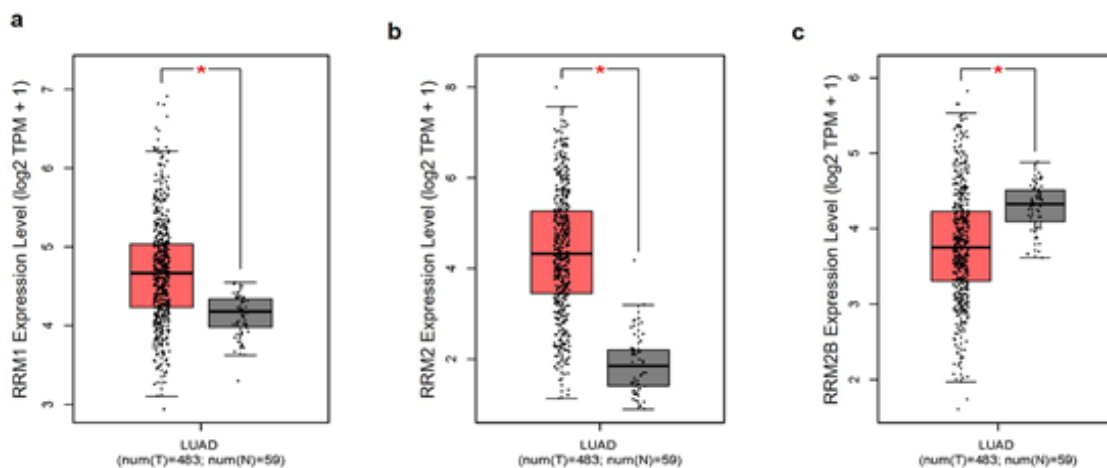 a
RRM1 Expression Level (log2 TPM + 1)
7
6
5
4
3
*
LUAD
(num(T)=483; num(N)=59)
b
RRM2 Expression Level (log2 TPM + 1)
8
6
4
2
*
LUAD
(num(T)=483; num(N)=59)
c
RRM2B Expression Level (log2 TPM + 1)
6
5
4
3
2
*
LUAD
(num(T)=483; num(N)=59)